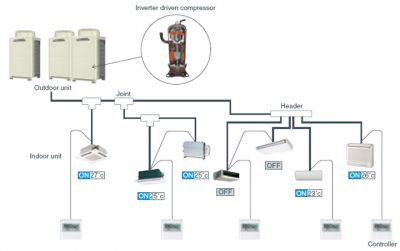 Inverter driven compressor
Outdoor unit
Joint
Header
Indoor unit
ON 27°c
ON 25°c
ON 25°c
OFF
OFF
ON 23°c
ON 26°c
Controller